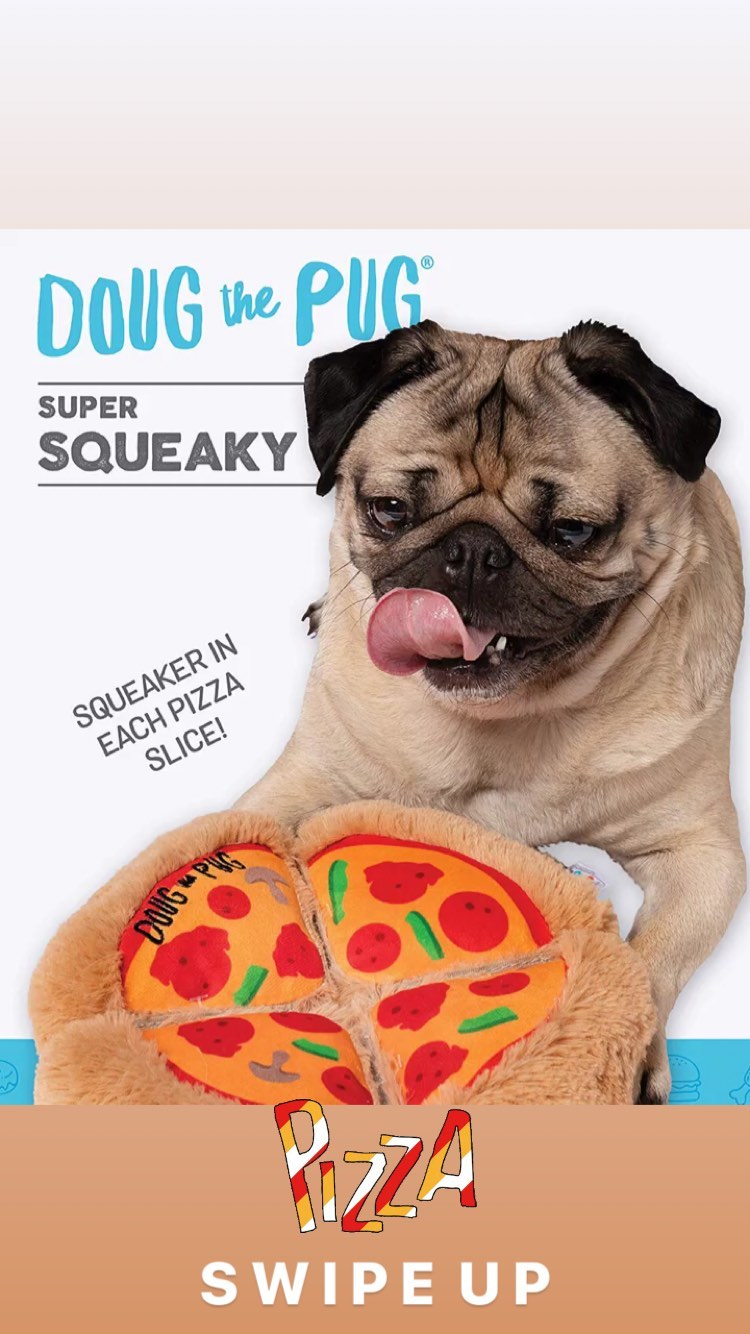 DOUG the PUG®
SUPER
SQUEAKY
SQUEAKER IN
EACH PIZZA
SLICE!
DOUG the PUG
PIZZA
SWIPE UP